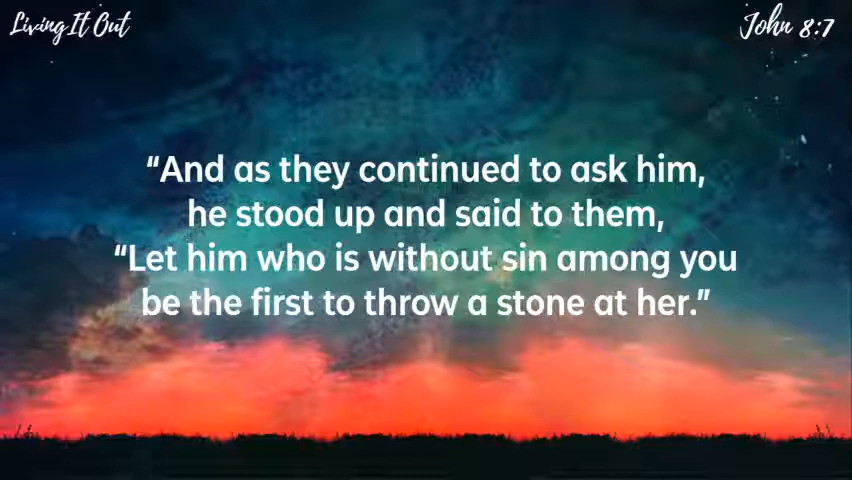 Living It Out
John 8:7
“And as they continued to ask him,
he stood up and said to them,
“Let him who is without sin among you
be the first to throw a stone at her.”